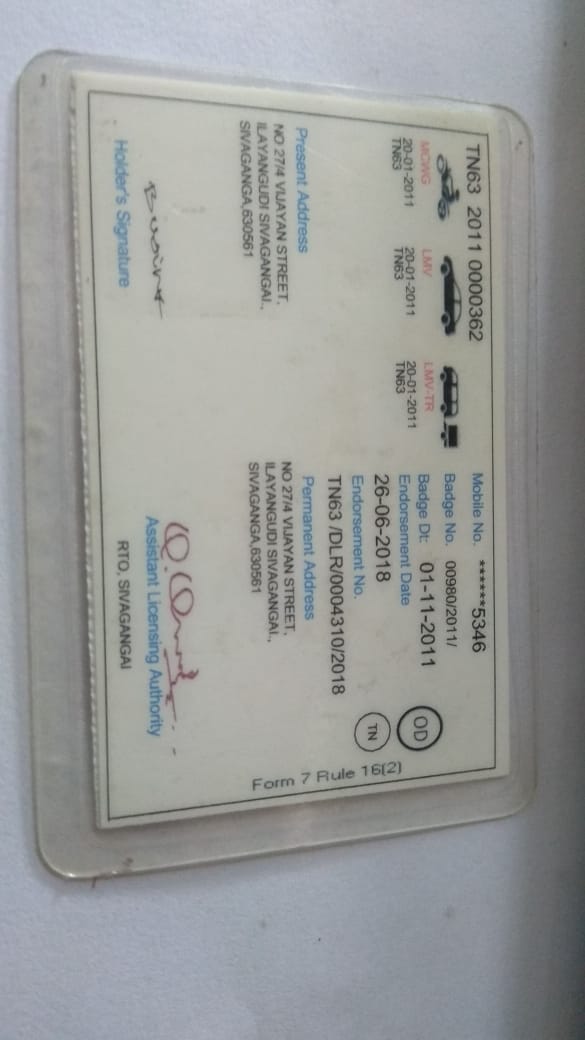 TN63 2011 0000362
MCWG
20-01-2011
TN63
LMV
20-01-2011
TN63
LMV-TR
20-01-2011
TN63
Mobile No. ******5346
Badge No. 00980/2011/
Badge Dt: 01-11-2011
Endorsement Date
26-06-2018
Endorsement No.
TN63 /DLR/0004310/2018
OD
TN
Present Address
NO 27/4 VIJAYAN STREET,
ILAYANGUDI SIVAGANGAI.,
SIVAGANGA,630561
Permanent Address
NO 27/4 VIJAYAN STREET,
ILAYANGUDI SIVAGANGAI.,
SIVAGANGA,630561
Holder's Signature
Assistant Licensing Authority
RTO, SIVAGANGAI
Form 7 Rule 16(2)